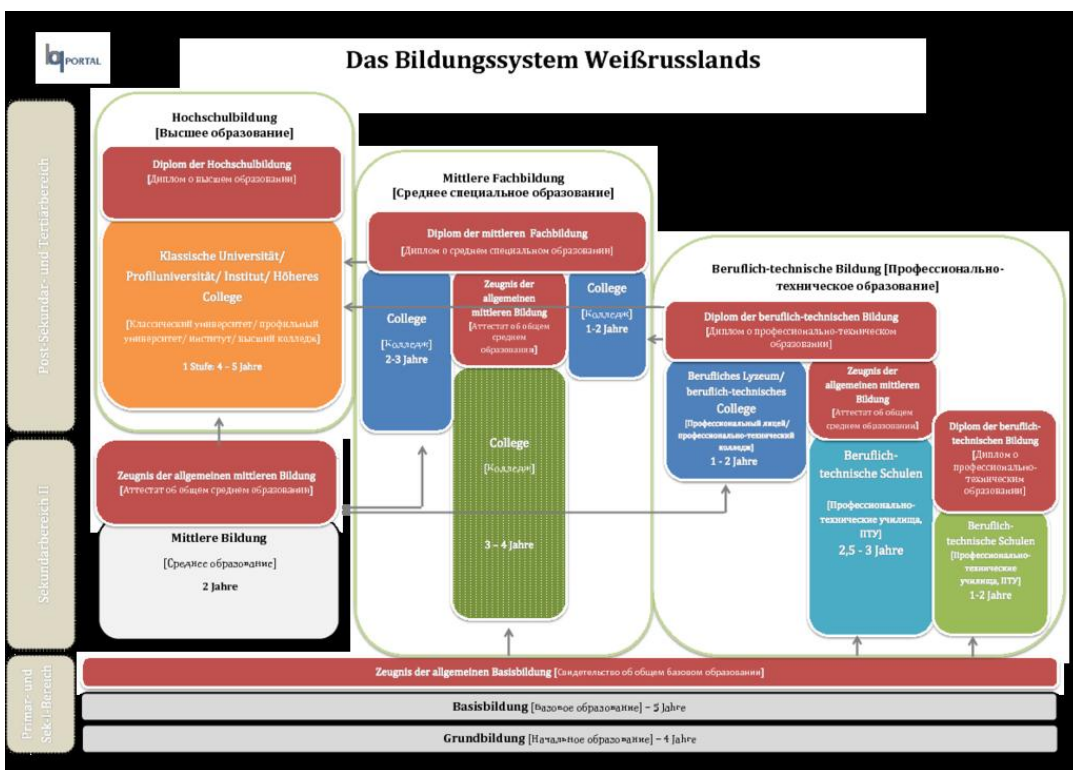 bq PORTAL
Das Bildungssystem Weißrusslands
Post-Sekundar- und Tertiärbereich
Hochschulbildung
[Высшее образование]
Diplom der Hochschulbildung
[Диплом о высшем образовании]
Klassische Universität/
Profiluniversität/ Institut/ Höheres
College
[Классический университет/ профильный
университет/ институт/ высший колледж]
1 Stufe: 4 – 5 Jahre
Mittlere Fachbildung
[Среднее специальное образование]
Diplom der mittleren Fachbildung
[Диплом о среднем специальном образовании]
College
[Колледж]
2-3 Jahre
Zeugnis der
allgemeinen
mittleren Bildung
[Аттестат об общем
среднем
образовании]
College
[Колледж]
1-2 Jahre
College
[Колледж]
3 – 4 Jahre
Beruflich-technische Bildung [Профессионально-
техническое образование]
Diplom der beruflich-technischen Bildung
[Диплом о профессионально-техническом
образовании]
Berufliches Lyzeum/
beruflich-technisches
College
[Профессиональный лицей/
профессионально-технический
колледж]
1 - 2 Jahre
Zeugnis der
allgemeinen mittleren
Bildung
[Аттестат об общем
среднем образовании]
Beruflich-
technische Schulen
[Профессионально-
технические училища,
ПТУ]
2,5 - 3 Jahre
Diplom der beruflich-
technischen Bildung
[Диплом о
профессионально-
техническим
образовании]
Beruflich-
technische Schulen
[Профессионально-
технические
училища, ПТУ]
1-2 Jahre
Sekundarbereich II
Zeugnis der allgemeinen mittleren Bildung
[Аттестат об общем среднем образовании]
Mittlere Bildung
[Среднее образование]
2 Jahre
Primar- und
Sek-I-Bereich
Zeugnis der allgemeinen Basisbildung [Свидетельство об общем базовом образовании]
Basisbildung [Базовое образование] – 5 Jahre
Grundbildung [Начальное образование] – 4 Jahre